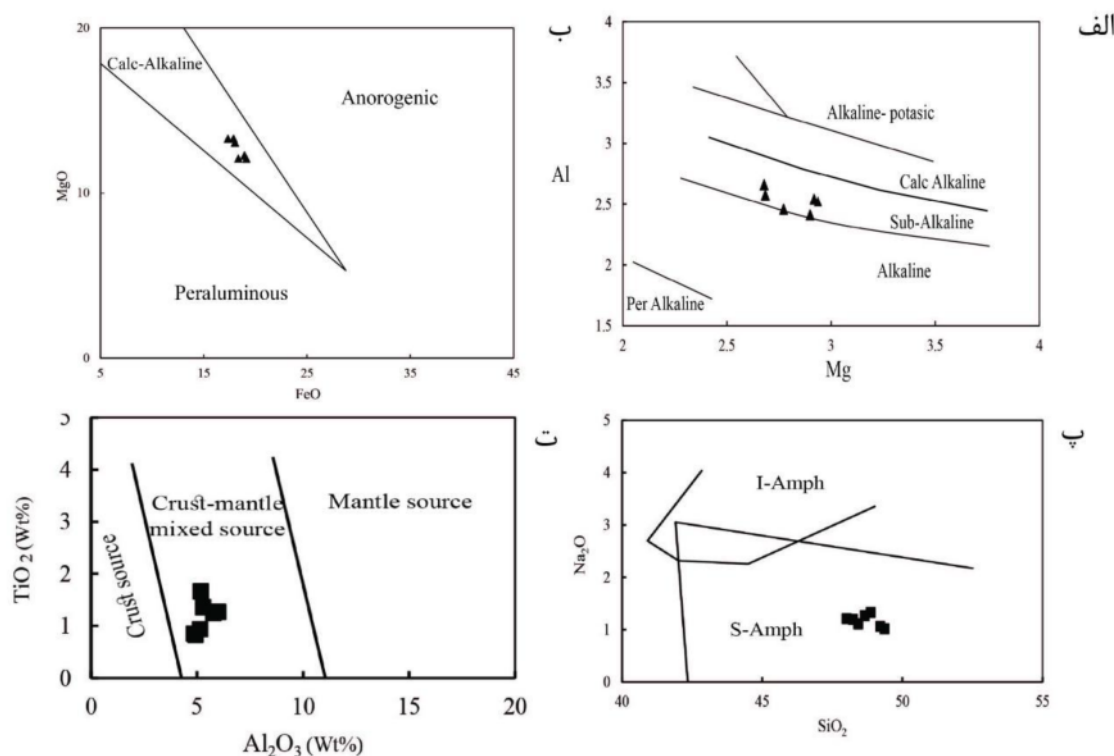 ب
20
10
0
MgO
Calc-Alkaline
Anorogenic
Peraluminous
5
15
25
35
45
FeO
الف
4
3.5
3
2.5
2
1.5
Al
Alkaline- potasic
Calc Alkaline
Sub-Alkaline
Alkaline
Per Alkaline
2
2.5
3
3.5
4
Mg
ت
5
4
3
2
1
0
TiO₂ (Wt%)
Crust source
Crust-mantle
mixed source
Mantle source
0
5
10
15
20
Al₂O₃ (Wt%)
پ
5
4
3
2
1
0
Na₂O
I-Amph
S-Amph
40
45
50
55
SiO₂